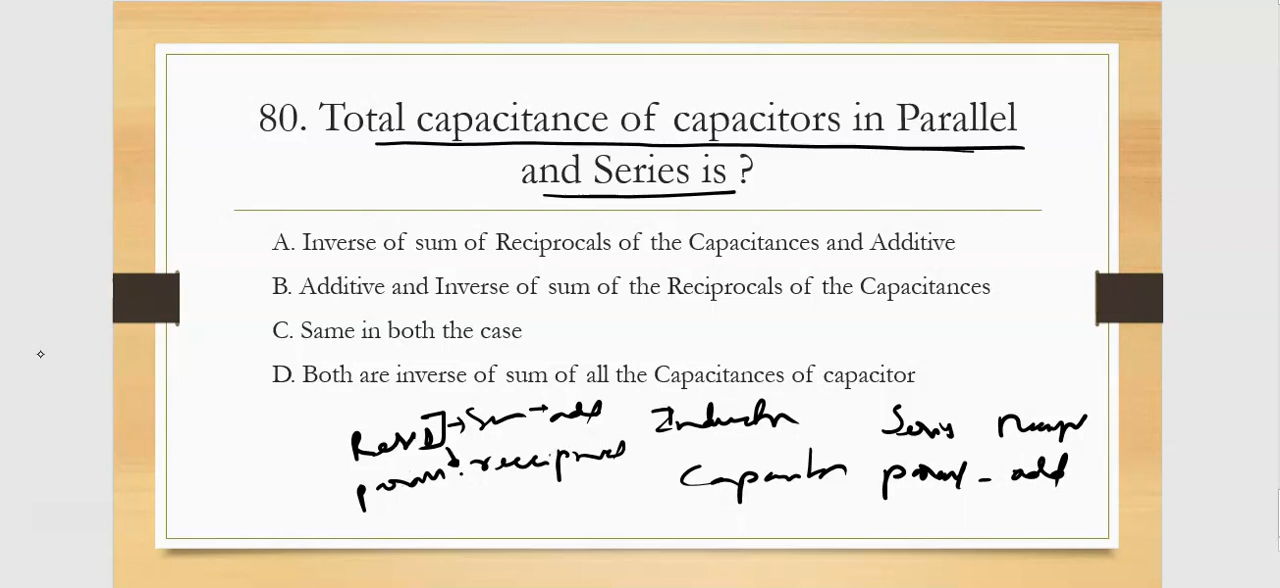 80. Total capacitance of capacitors in Parallel
and Series is ?
A. Inverse of sum of Reciprocals of the Capacitances and Additive
B. Additive and Inverse of sum of the Reciprocals of the Capacitances
C. Same in both the case
D. Both are inverse of sum of all the Capacitances of capacitor
→ → add Inductor Series
Capacitor - add